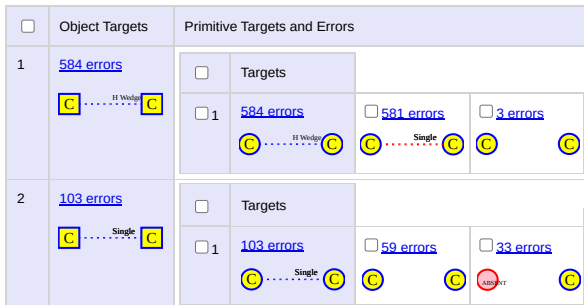 Object Targets Primitive Targets and Errors
1 584 errors
C H Wedge C
Targets
1 584 errors 581 errors 3 errors
C H Wedge C C Single C C C
2 103 errors
C Single C
Targets
1 103 errors 59 errors 33 errors
C Single C C C ABSENT C